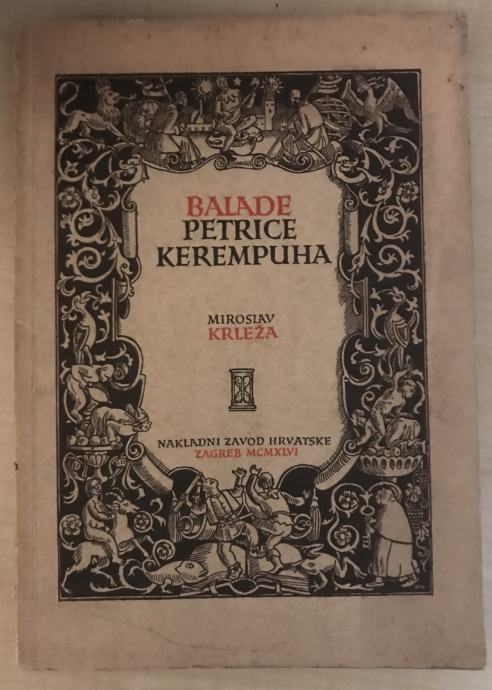 BALADE
PETRICE
KEREMPUHA
MIROSLAV
KRLEŽA
NAKLADNI ZAVOD HRVATSKE
ZAGREB MCMXLVI